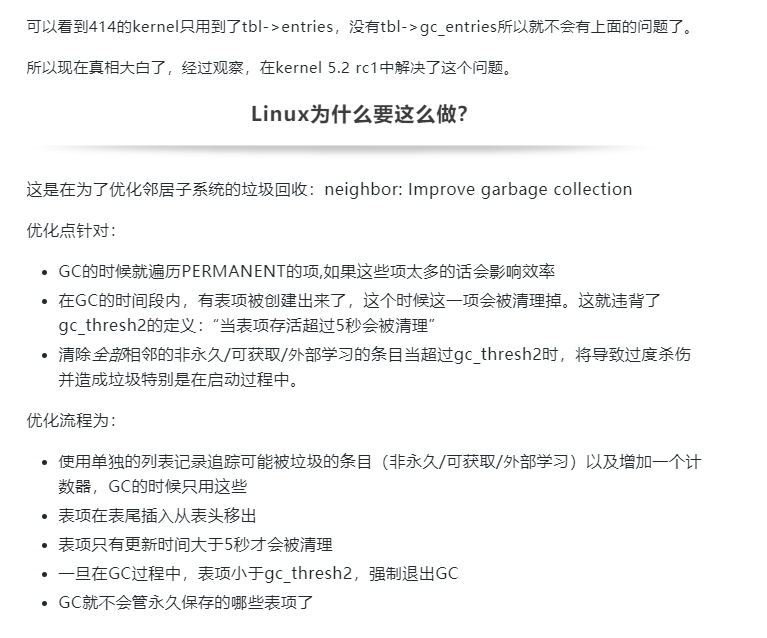 可以看到414的kernel只用到了tbl->entries，没有tbl->gc_entries所以就不会有上面的问题了。
所以现在真相大白了，经过观察，在kernel 5.2 rc1中解决了这个问题。
Linux为什么要这么做？
这是在为了优化邻居子系统的垃圾回收：neighbor: Improve garbage collection
优化点针对：
• GC的时候就遍历PERMANENT的项,如果这些项太多的话会影响效率
• 在GC的时间段内，有表项被创建出来了，这个时候这一项会被清理掉。这就违背了
gc_thresh2的定义：“当表项存活超过5秒会被清理”
• 清除全部相邻的非永久/可获取/外部学习的条目当超过gc_thresh2时，将导致过度杀伤
并造成垃圾特别是在启动过程中。
优化流程为：
• 使用单独的列表记录追踪可能被垃圾的条目（非永久/可获取/外部学习）以及增加一个计
数器，GC的时候只用这些
• 表项在表尾插入从表头移出
• 表项只有更新时间大于5秒才会被清理
• 一旦在GC过程中，表项小于gc_thresh2，强制退出GC
• GC就不会管永久保存的哪些表项了